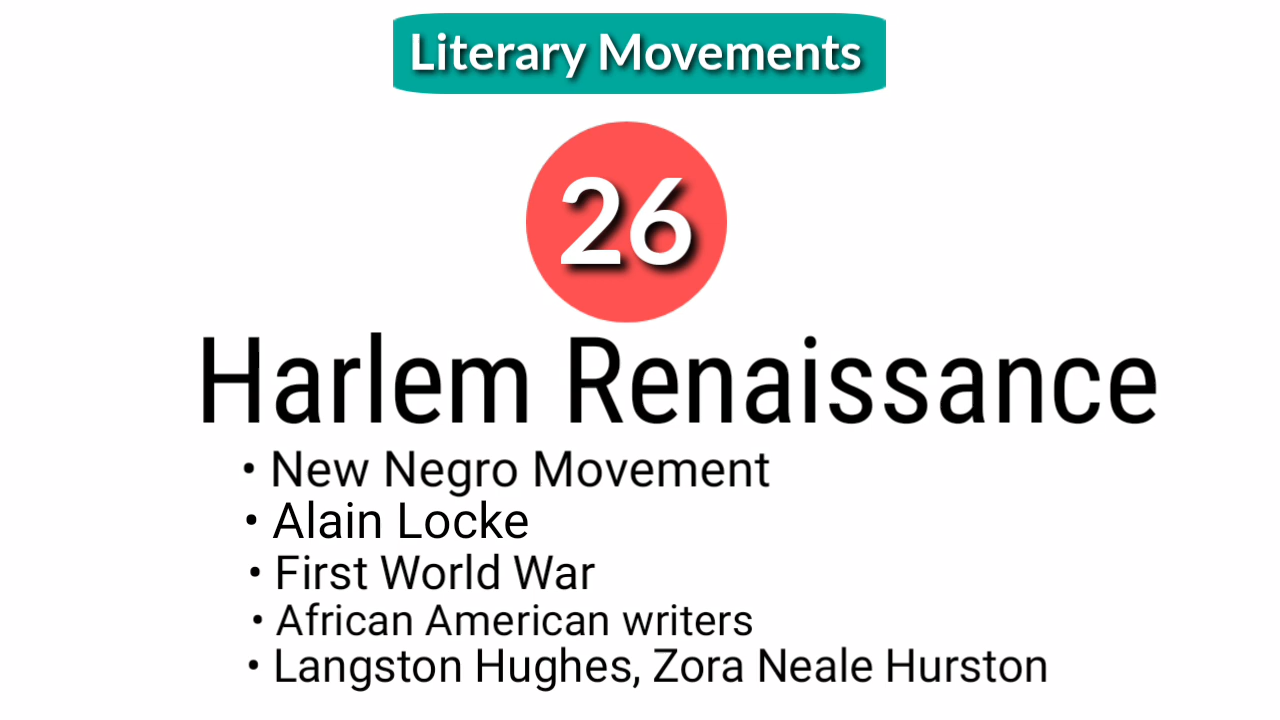 Literary Movements
26
Harlem Renaissance
• New Negro Movement
• Alain Locke
• First World War
• African American writers
• Langston Hughes, Zora Neale Hurston